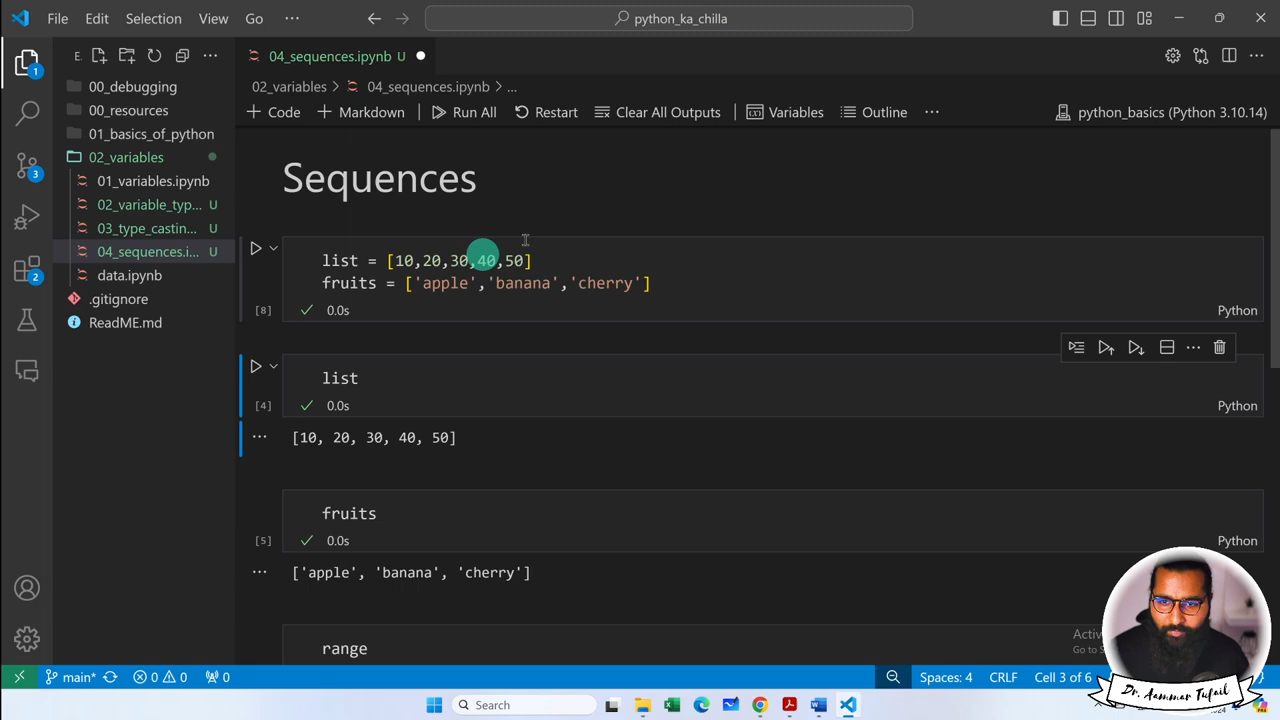 File Edit Selection View Go ··· python_ka_chilla
E. ···
04_sequences.ipynb U
02_variables > 04_sequences.ipynb > ...
+ Code + Markdown Run All Restart Clear All Outputs Variables Outline ··· python_basics (Python 3.10.14)
00_debugging
00_resources
01_basics_of_python
02_variables
01_variables.ipynb
02_variable_typ... U
03_type_castin... U
04_sequences.i... U
data.ipynb
.gitignore
ReadME.md
1
3
2
Sequences
list = [10,20,30,40,50]
fruits = ['apple','banana','cherry']
[8] 0.0s Python
list
[4] 0.0s Python
[10, 20, 30, 40, 50]
fruits
[5] 0.0s Python
['apple', 'banana', 'cherry']
range
Dr. Aammar Tufail
main* 0 0 0 Spaces: 4 CRLF Cell 3 of 6
Search